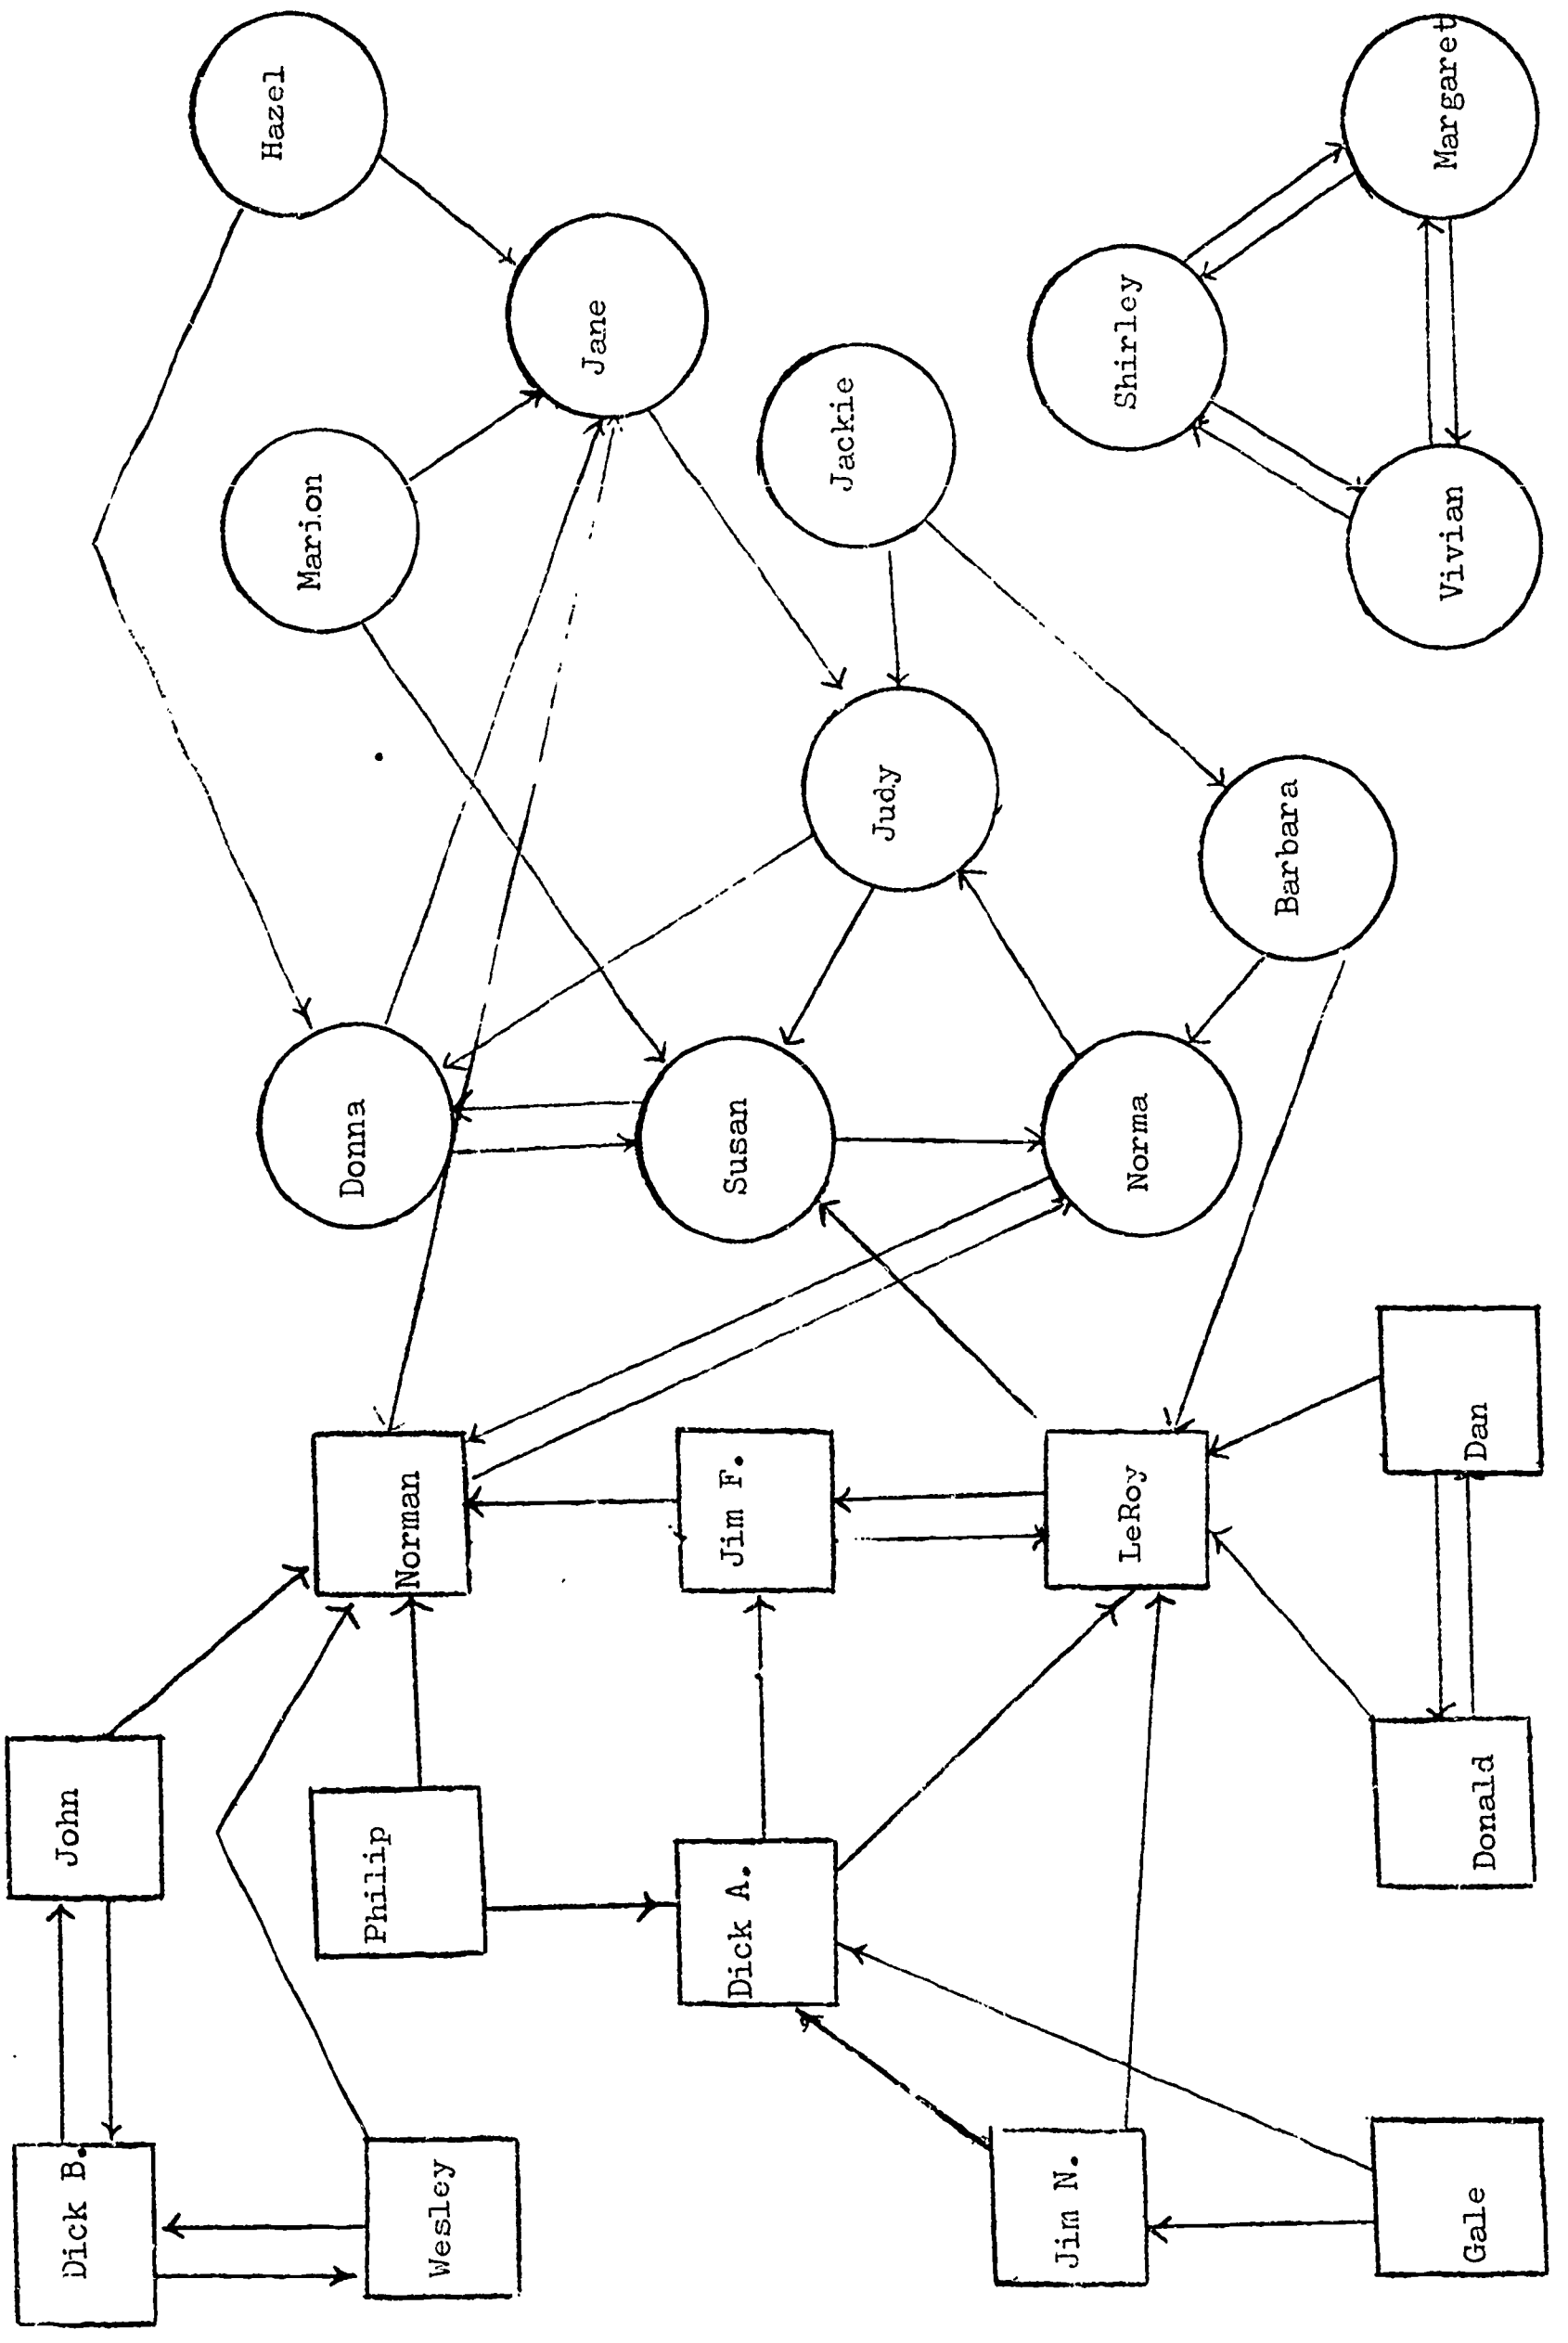 Dick B.
John
Wesley
Philip
Norman
Donna
Marion
Hazel
Jane
Dick A.
Jim F.
Susan
Judy
Jackie
Jim N.
LeRoy
Norma
Shirley
Barbara
Gale
Donald
Dan
Vivian
Margaret